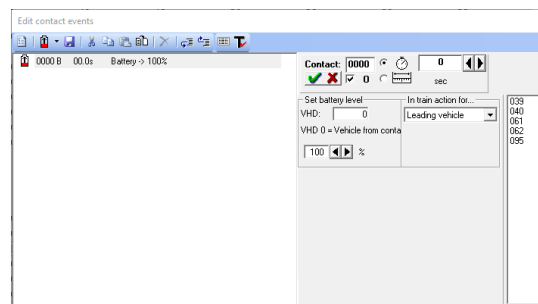 Edit contact events
0000 B 00.0s Battery -> 100%
Contact: 0000 0
0 sec
Set battery level In train action for...
VHD: 0 Leading vehicle
VHD 0 = Vehicle from conta
100 %
039
040
061
062
095